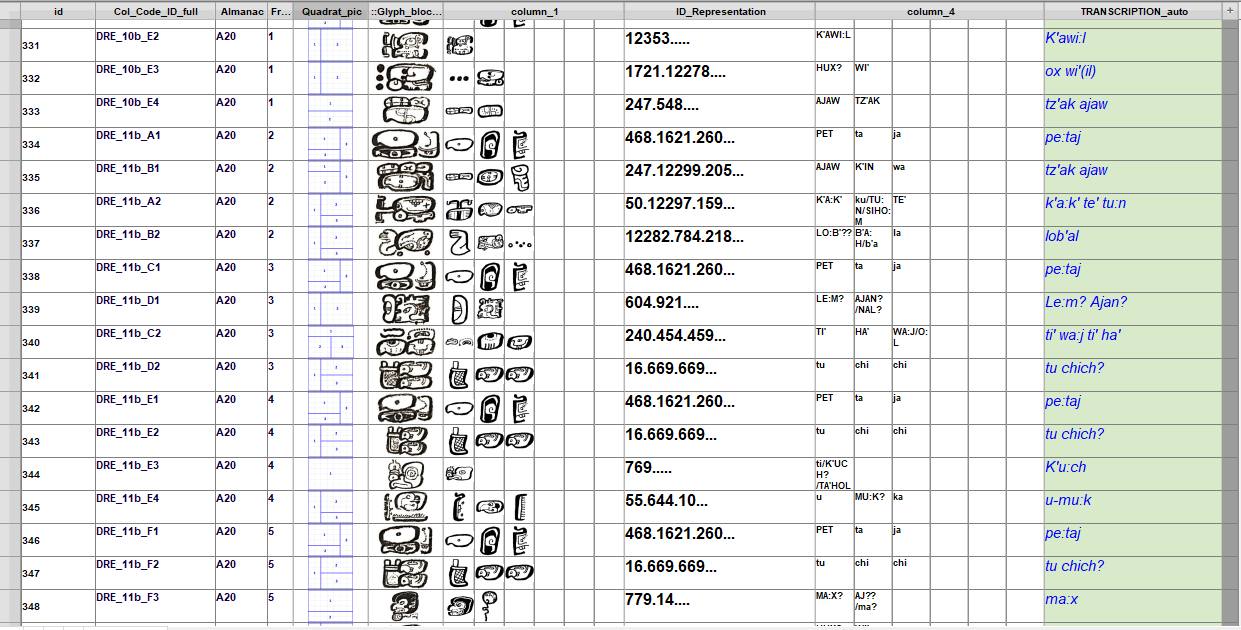 id Col_Code_ID_full Almanac Fr... Quadrat_pic ::Glyph_bloc... column_1 ID_Representation column_4 TRANSCRIPTION_auto +
331 DRE_10b_E2 A20 1 12353..... K'AWI:L K'awi:l
332 DRE_10b_E3 A20 1 1721.12278.... HUX? WI' ox wi'(il)
333 DRE_10b_E4 A20 1 247.548.... AJAW TZ'AK tz'ak ajaw
334 DRE_11b_A1 A20 2 468.1621.260... PET ta ja pe:taj
335 DRE_11b_B1 A20 2 247.12299.205... AJAW K'IN wa tz'ak ajaw
336 DRE_11b_A2 A20 2 50.12297.159... K'A:K' ku/TU:N/SIHO:M TE' k'a:k' te' tu:n
337 DRE_11b_B2 A20 2 12282.784.218... LO:B'?? B'A:H/b'a la lob'al
338 DRE_11b_C1 A20 3 468.1621.260... PET ta ja pe:taj
339 DRE_11b_D1 A20 3 604.921.... LE:M? AJAN?/NAL? Le:m? Ajan?
340 DRE_11b_C2 A20 3 240.454.459... TI' HA' WA:J/O:L ti' wa:j ti' ha'
341 DRE_11b_D2 A20 3 16.669.669... tu chi chi tu chich?
342 DRE_11b_E1 A20 4 468.1621.260... PET ta ja pe:taj
343 DRE_11b_E2 A20 4 16.669.669... tu chi chi tu chich?
344 DRE_11b_E3 A20 4 769..... ti/K'UCH?/TA'HOL K'u:ch
345 DRE_11b_E4 A20 4 55.644.10... u MU:K? ka u-mu:k
346 DRE_11b_F1 A20 5 468.1621.260... PET ta ja pe:taj
347 DRE_11b_F2 A20 5 16.669.669... tu chi chi tu chich?
348 DRE_11b_F3 A20 5 779.14.... MA:X? AJ??/ma? ma:x